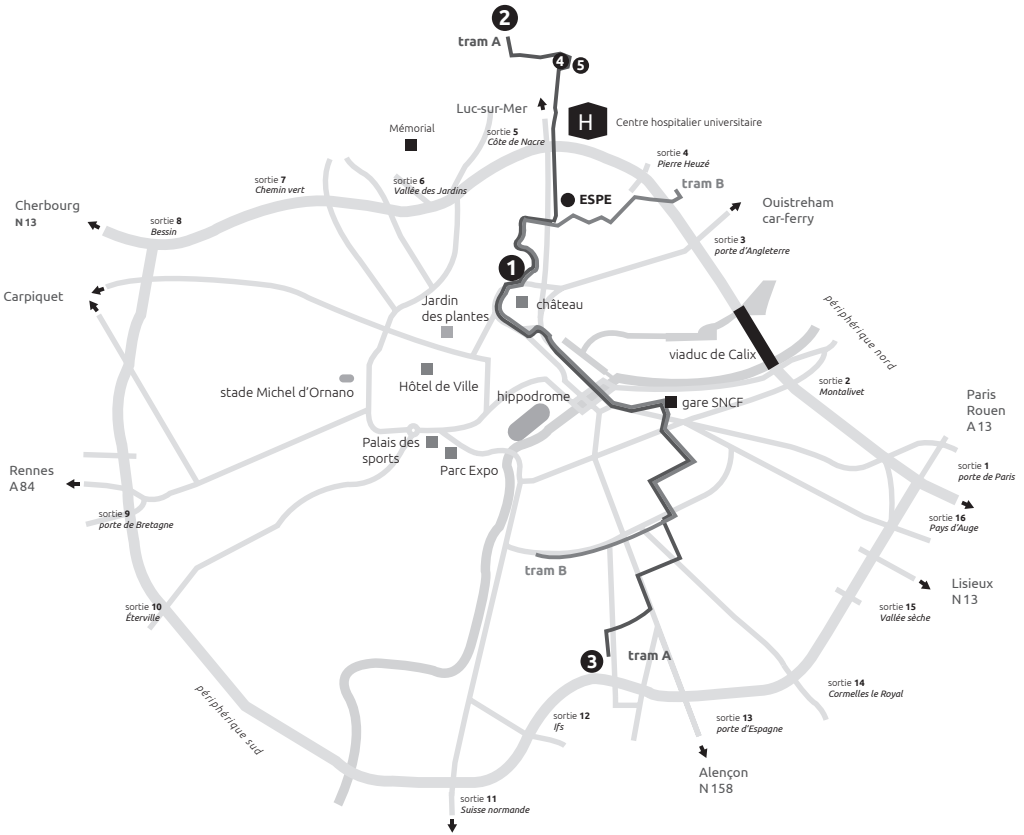 2
tram A
4
5
Luc-sur-Mer
H
Centre hospitalier universitaire
Mémorial
sortie 5
Côte de Nacre
sortie 4
Pierre Heuzé
sortie 7
Chemin vert
sortie 6
Vallée des Jardins
tram B
ESPE
Cherbourg
N 13
Ouistreham
car-ferry
sortie 8
Bessin
sortie 3
porte d'Angleterre
1
Carpiquet
Jardin
des plantes
château
périphérique nord
viaduc de Calix
stade Michel d'Ornano
Hôtel de Ville
hippodrome
sortie 2
Montalivet
gare SNCF
Paris
Rouen
A 13
Palais des
sports
Parc Expo
Rennes
A 84
sortie 1
porte de Paris
sortie 9
porte de Bretagne
sortie 16
Pays d'Auge
tram B
Lisieux
N 13
sortie 10
Éterville
sortie 15
Vallée sèche
3
tram A
périphérique sud
sortie 14
Cormelles le Royal
sortie 12
Ifs
sortie 13
porte d'Espagne
Alençon
N 158
sortie 11
Suisse normande